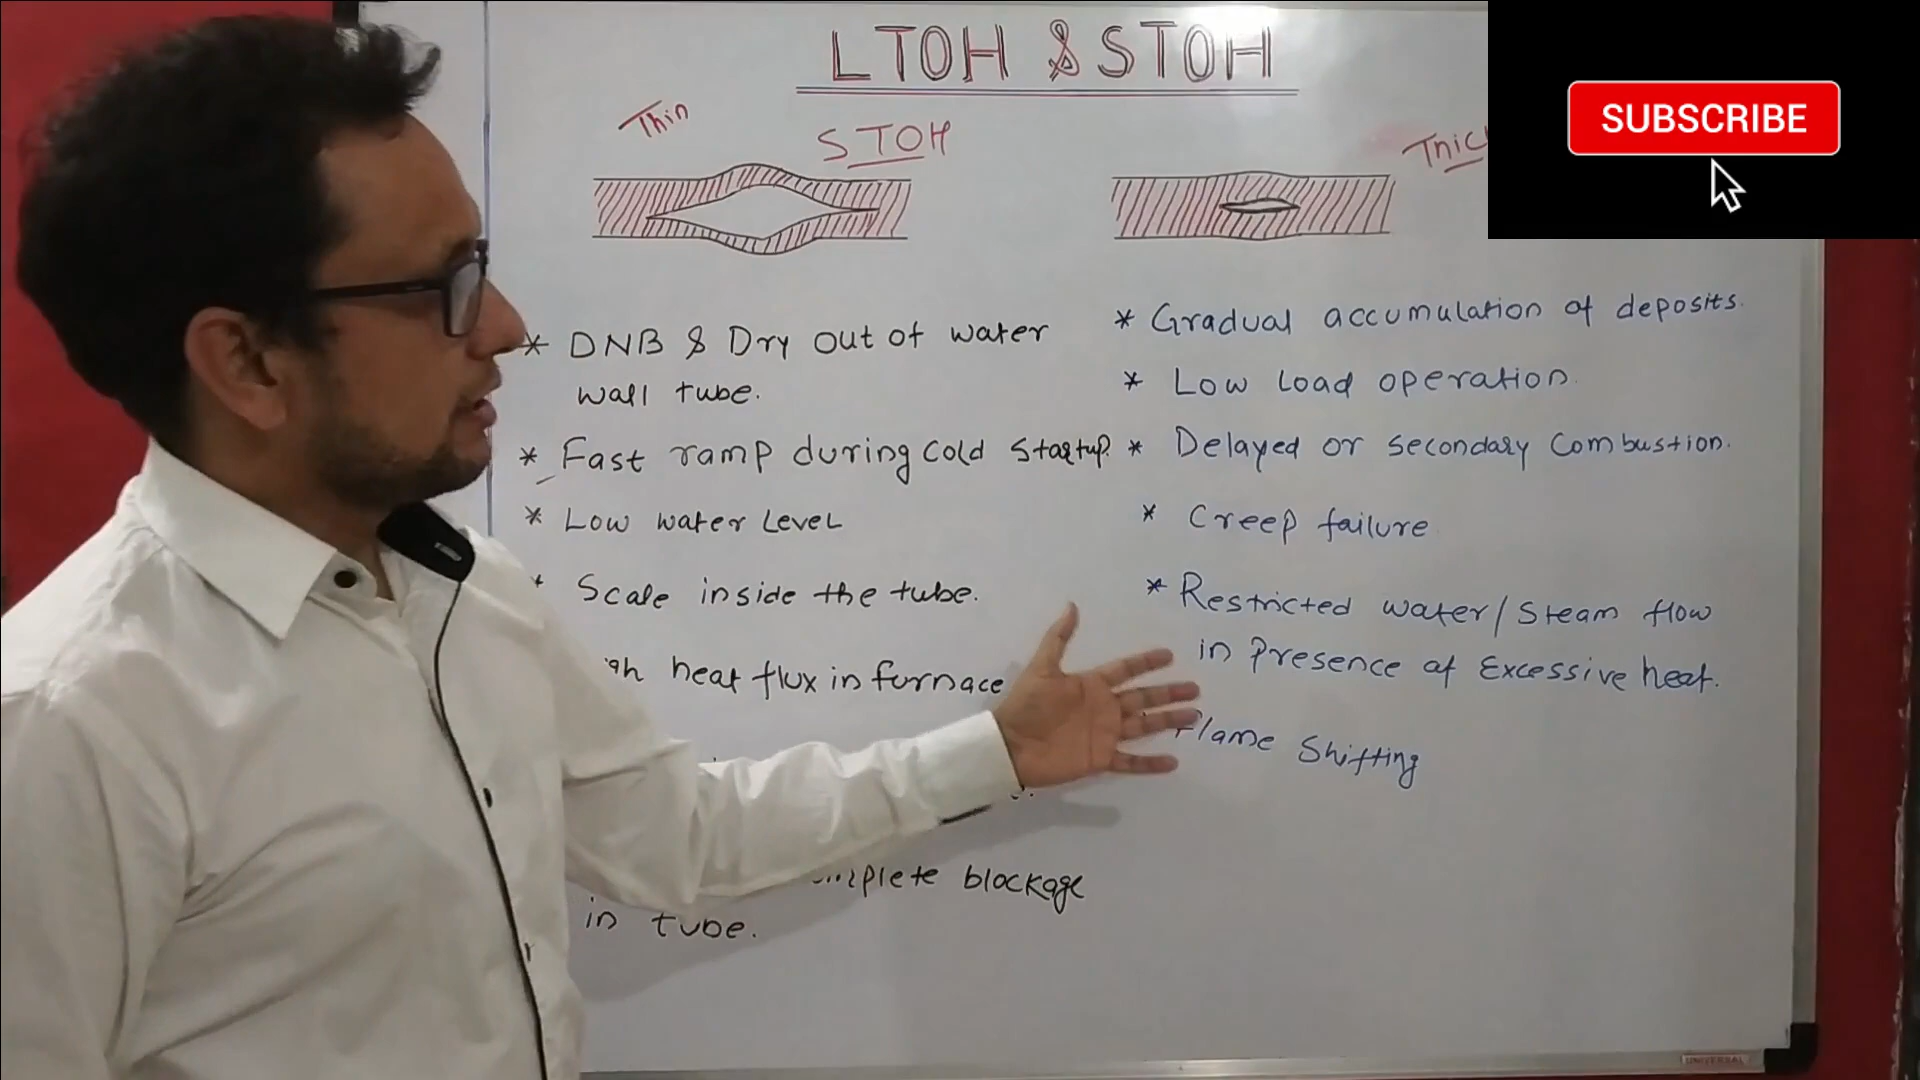 LTOH & STOH
SUBSCRIBE
Thin
STOH
* DNB & Dry out of water
wall tube.
* Fast ramp during cold startup.
* Low water Level
* Scale inside the tube.
heat flux in furnace
blockage
in tube.
* Gradual accumulation of deposits.
* Low Load operation.
* Delayed or secondary Combustion.
* Creep failure
* Restricted water/Steam flow
in Presence of Excessive heat.
Flame Shifting
UNIVERSAL